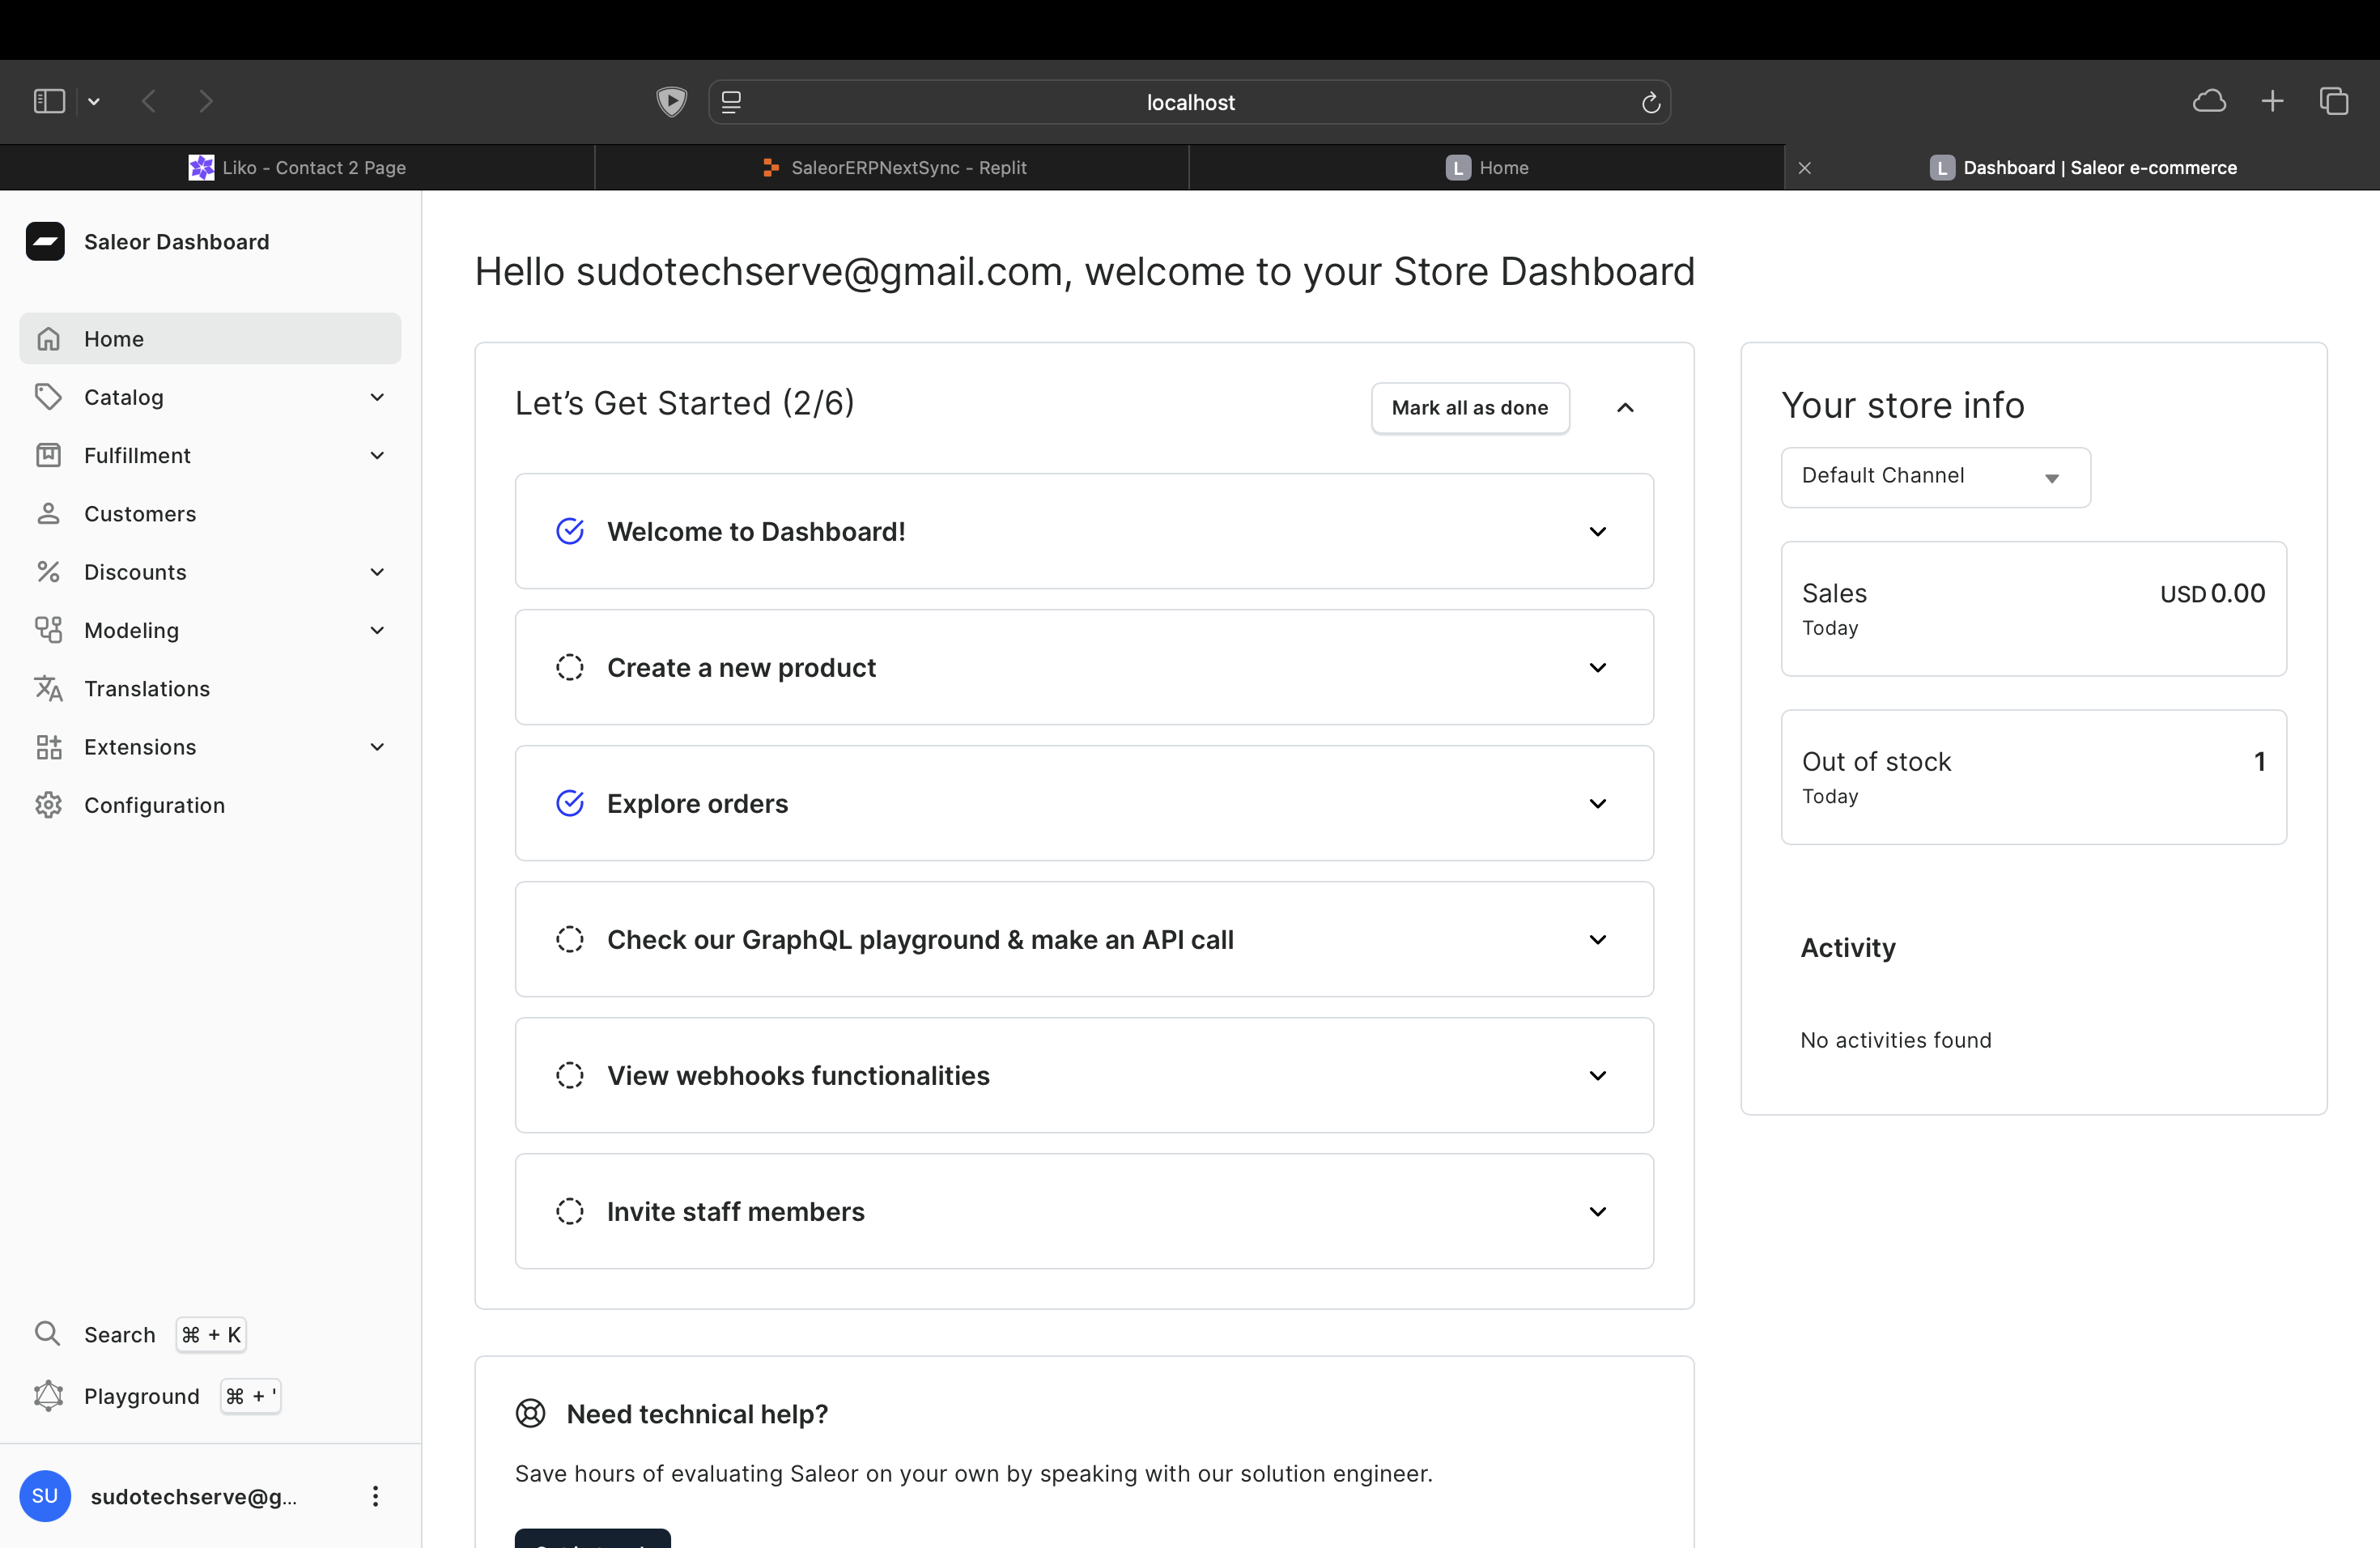 localhost
Liko - Contact 2 Page
SaleorERPNextSync - Replit
L Home
L Dashboard | Saleor e-commerce
Saleor Dashboard
Home
Catalog
Fulfillment
Customers
Discounts
Modeling
Translations
Extensions
Configuration
Search ⌘ + K
Playground ⌘ + '
SU sudotechserve@g...
Hello sudotechserve@gmail.com, welcome to your Store Dashboard
Let’s Get Started (2/6)
Mark all as done
Welcome to Dashboard!
Create a new product
Explore orders
Check our GraphQL playground & make an API call
View webhooks functionalities
Invite staff members
Need technical help?
Save hours of evaluating Saleor on your own by speaking with our solution engineer.
Your store info
Default Channel
Sales USD 0.00
Today
Out of stock 1
Today
Activity
No activities found